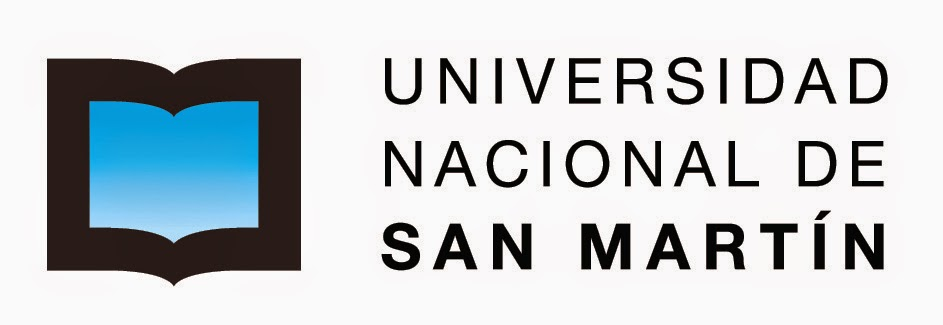 UNIVERSIDAD
NACIONAL DE
SAN MARTÍN